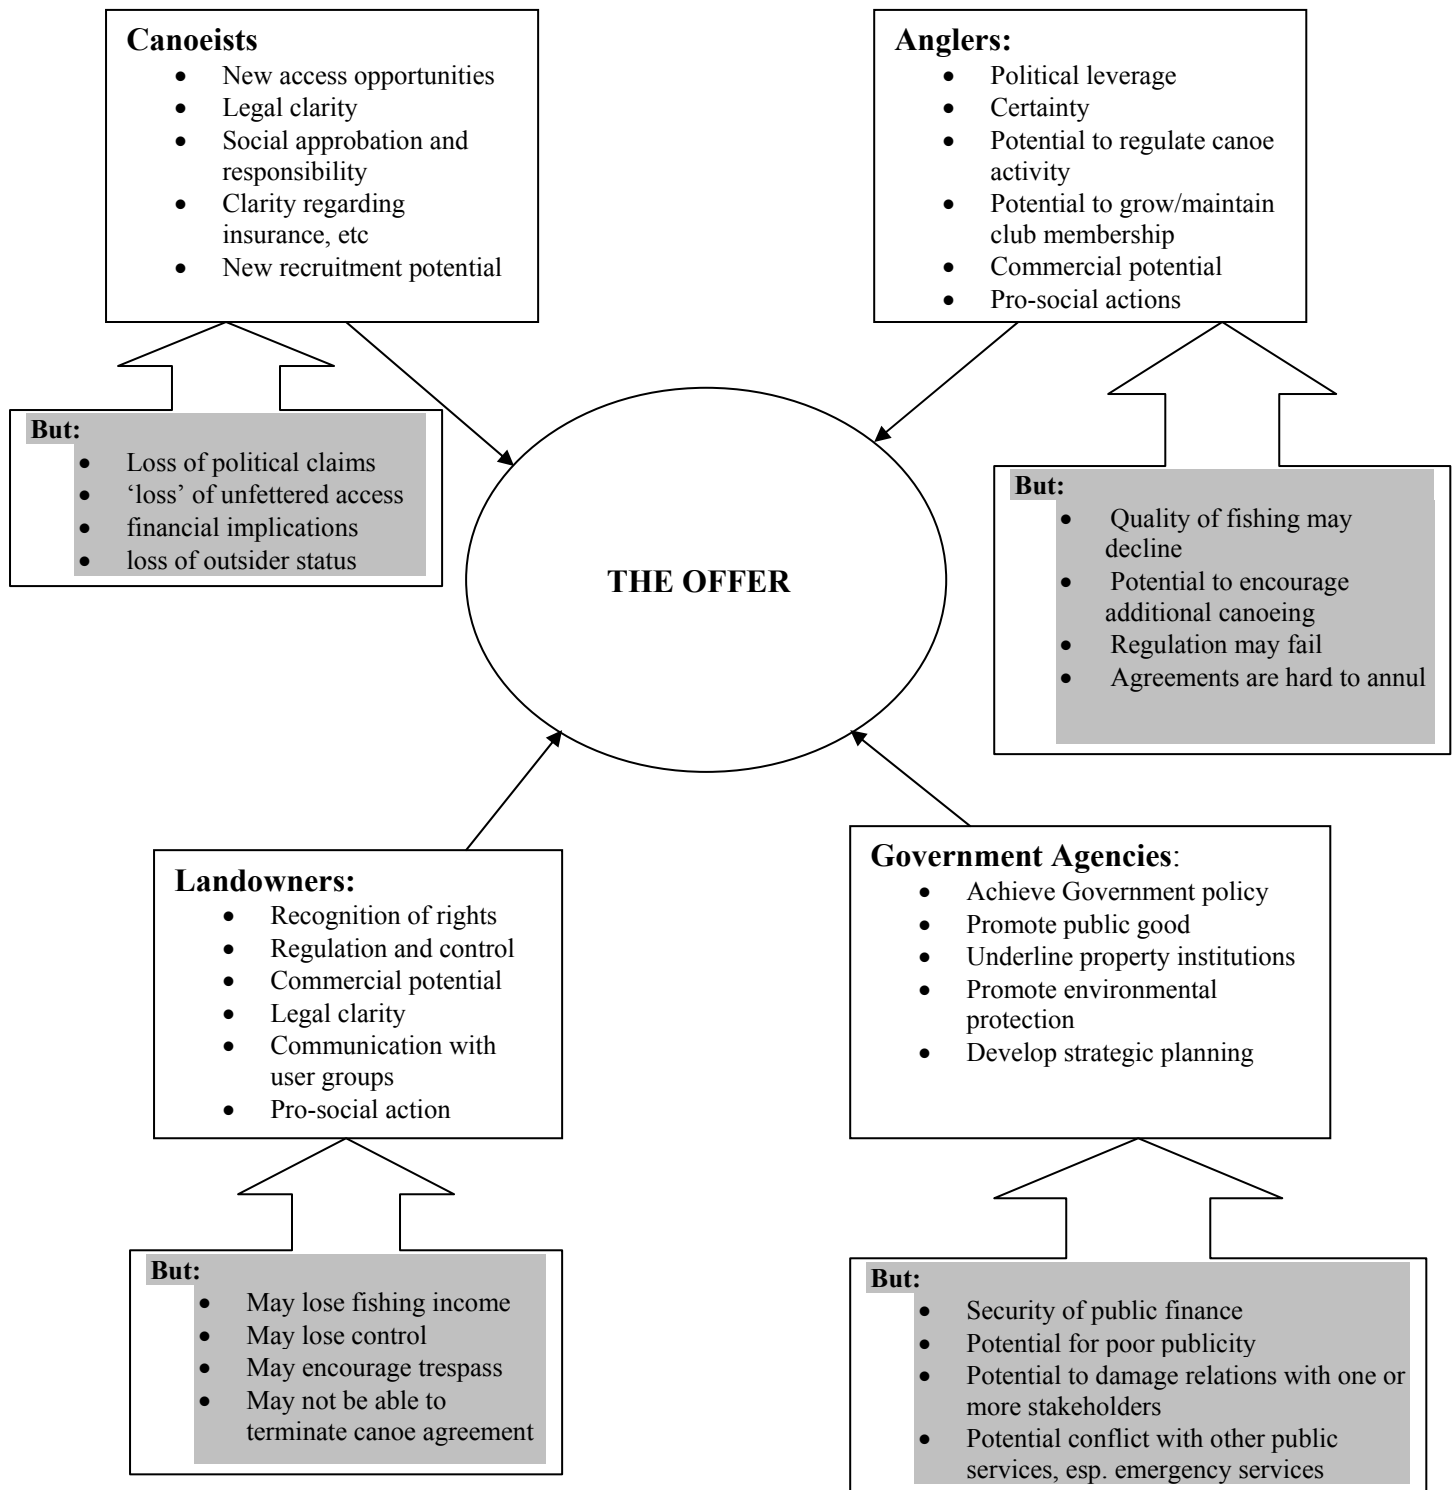 Canoeists
• New access opportunities
• Legal clarity
• Social approbation and
responsibility
• Clarity regarding
insurance, etc
• New recruitment potential
But:
• Loss of political claims
• ‘loss’ of unfettered access
• financial implications
• loss of outsider status
Anglers:
• Political leverage
• Certainty
• Potential to regulate canoe
activity
• Potential to grow/maintain
club membership
• Commercial potential
• Pro-social actions
But:
• Quality of fishing may
decline
• Potential to encourage
additional canoeing
• Regulation may fail
• Agreements are hard to annul
THE OFFER
Landowners:
• Recognition of rights
• Regulation and control
• Commercial potential
• Legal clarity
• Communication with
user groups
• Pro-social action
But:
• May lose fishing income
• May lose control
• May encourage trespass
• May not be able to
terminate canoe agreement
Government Agencies:
• Achieve Government policy
• Promote public good
• Underline property institutions
• Promote environmental
protection
• Develop strategic planning
But:
• Security of public finance
• Potential for poor publicity
• Potential to damage relations with one or
more stakeholders
• Potential conflict with other public
services, esp. emergency services